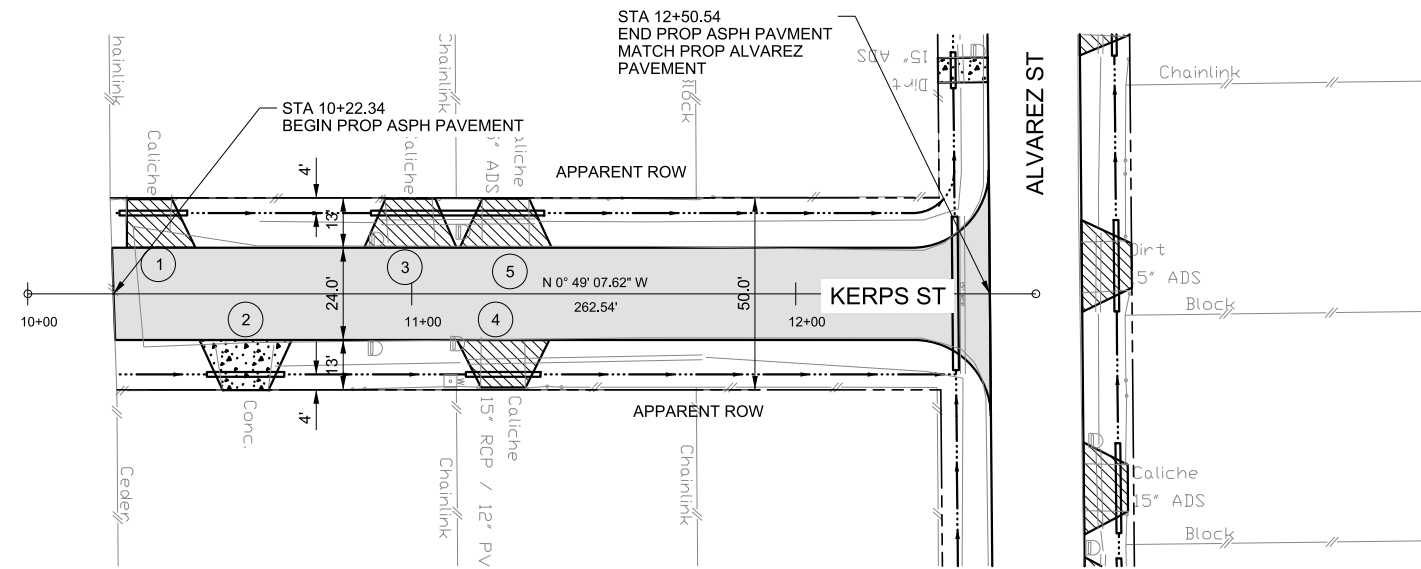 STA 12+50.54
END PROP ASPH PAVMENT
MATCH PROP ALVAREZ
PAVEMENT
STA 10+22.34
BEGIN PROP ASPH PAVEMENT
hainlink
Chainlink
Block
15" ADS
Dirt
ALVAREZ ST
Chainlink
Caliche
aliche
" ADS
aliche
4'
APPARENT ROW
13'
1
3
5
24.0'
N 0° 49' 07.62" W
262.54'
50.0'
KERPS ST
10+00
11+00
12+00
2
4
Dirt
15" ADS
Block
13'
4'
W
APPARENT ROW
Conc.
Caliche
15" RCP / 12" PV
Ceder
Chainlink
Chainlink
Caliche
15" ADS
Block